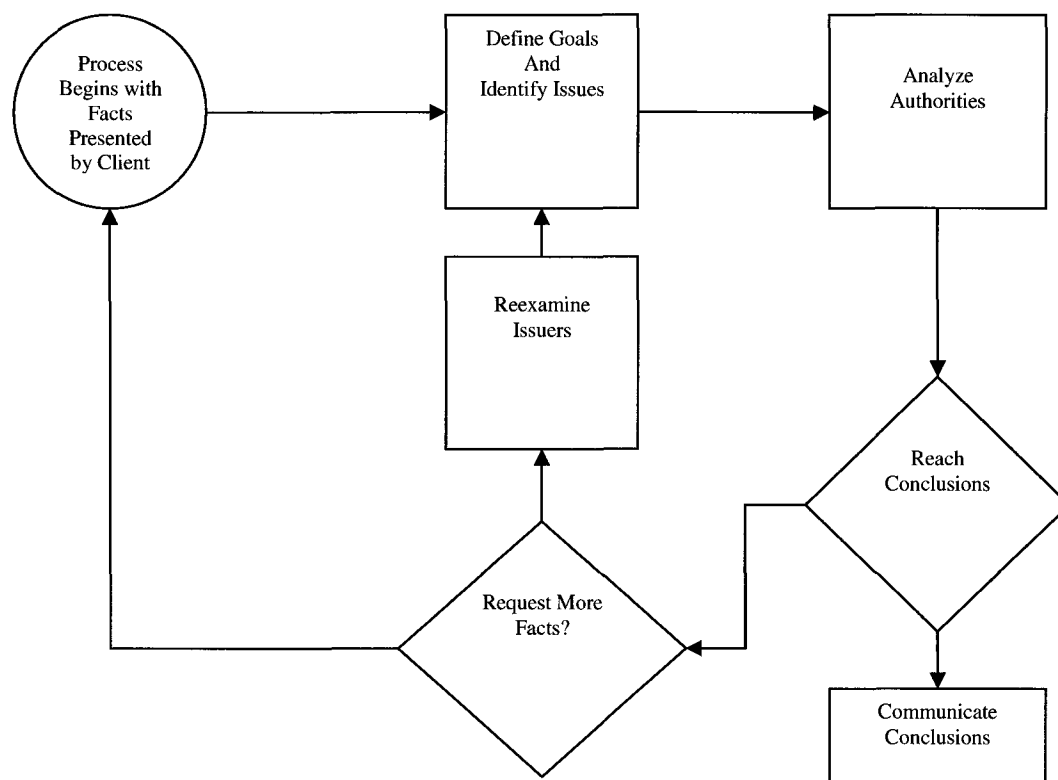 Process
Begins with
Facts
Presented
by Client
Define Goals
And
Identify Issues
Analyze
Authorities
Reexamine
Issuers
Reach
Conclusions
Request More
Facts?
Communicate
Conclusions